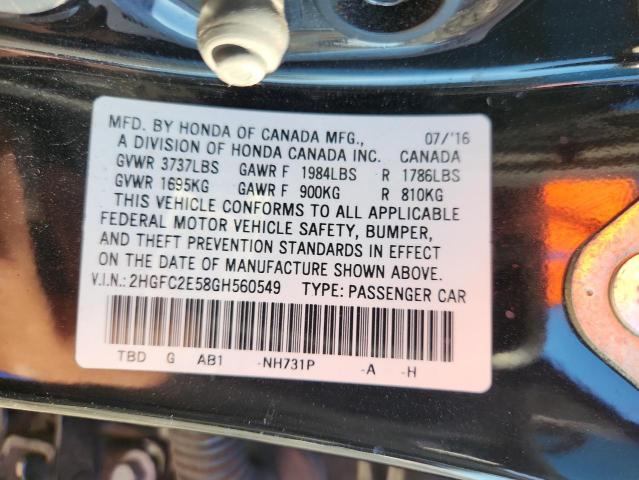 MFD. BY HONDA OF CANADA MFG., 07/'16
A DIVISION OF HONDA CANADA INC. CANADA
GVWR 3737LBS GAWR F 1984LBS R 1786LBS
GVWR 1695KG GAWR F 900KG R 810KG
THIS VEHICLE CONFORMS TO ALL APPLICABLE
FEDERAL MOTOR VEHICLE SAFETY, BUMPER,
AND THEFT PREVENTION STANDARDS IN EFFECT
ON THE DATE OF MANUFACTURE SHOWN ABOVE.
V.I.N.: 2HGFC2E58GH560549 TYPE: PASSENGER CAR
TBD G AB1 -NH731P -A -H